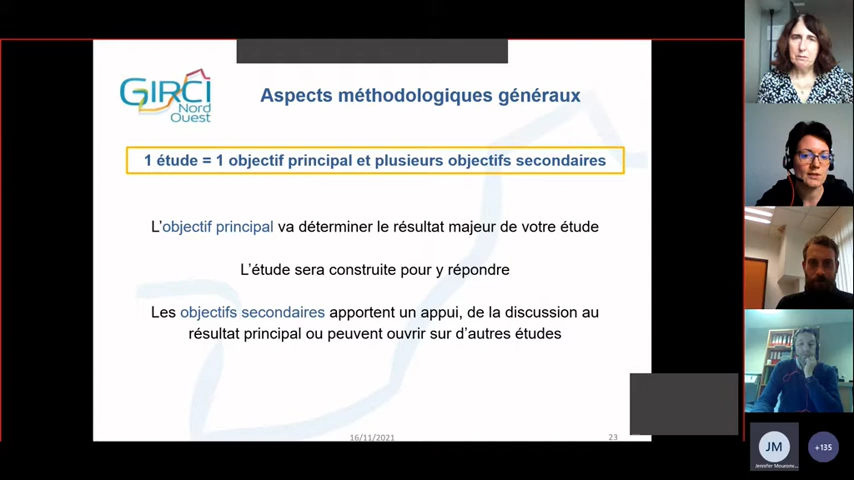 GIRCI
Nord
Ouest
Aspects méthodologiques généraux
1 étude = 1 objectif principal et plusieurs objectifs secondaires
L'objectif principal va déterminer le résultat majeur de votre étude
L'étude sera construite pour y répondre
Les objectifs secondaires apportent un appui, de la discussion au
résultat principal ou peuvent ouvrir sur d'autres études
16/11/2021
23
JM
Jennifer
+135